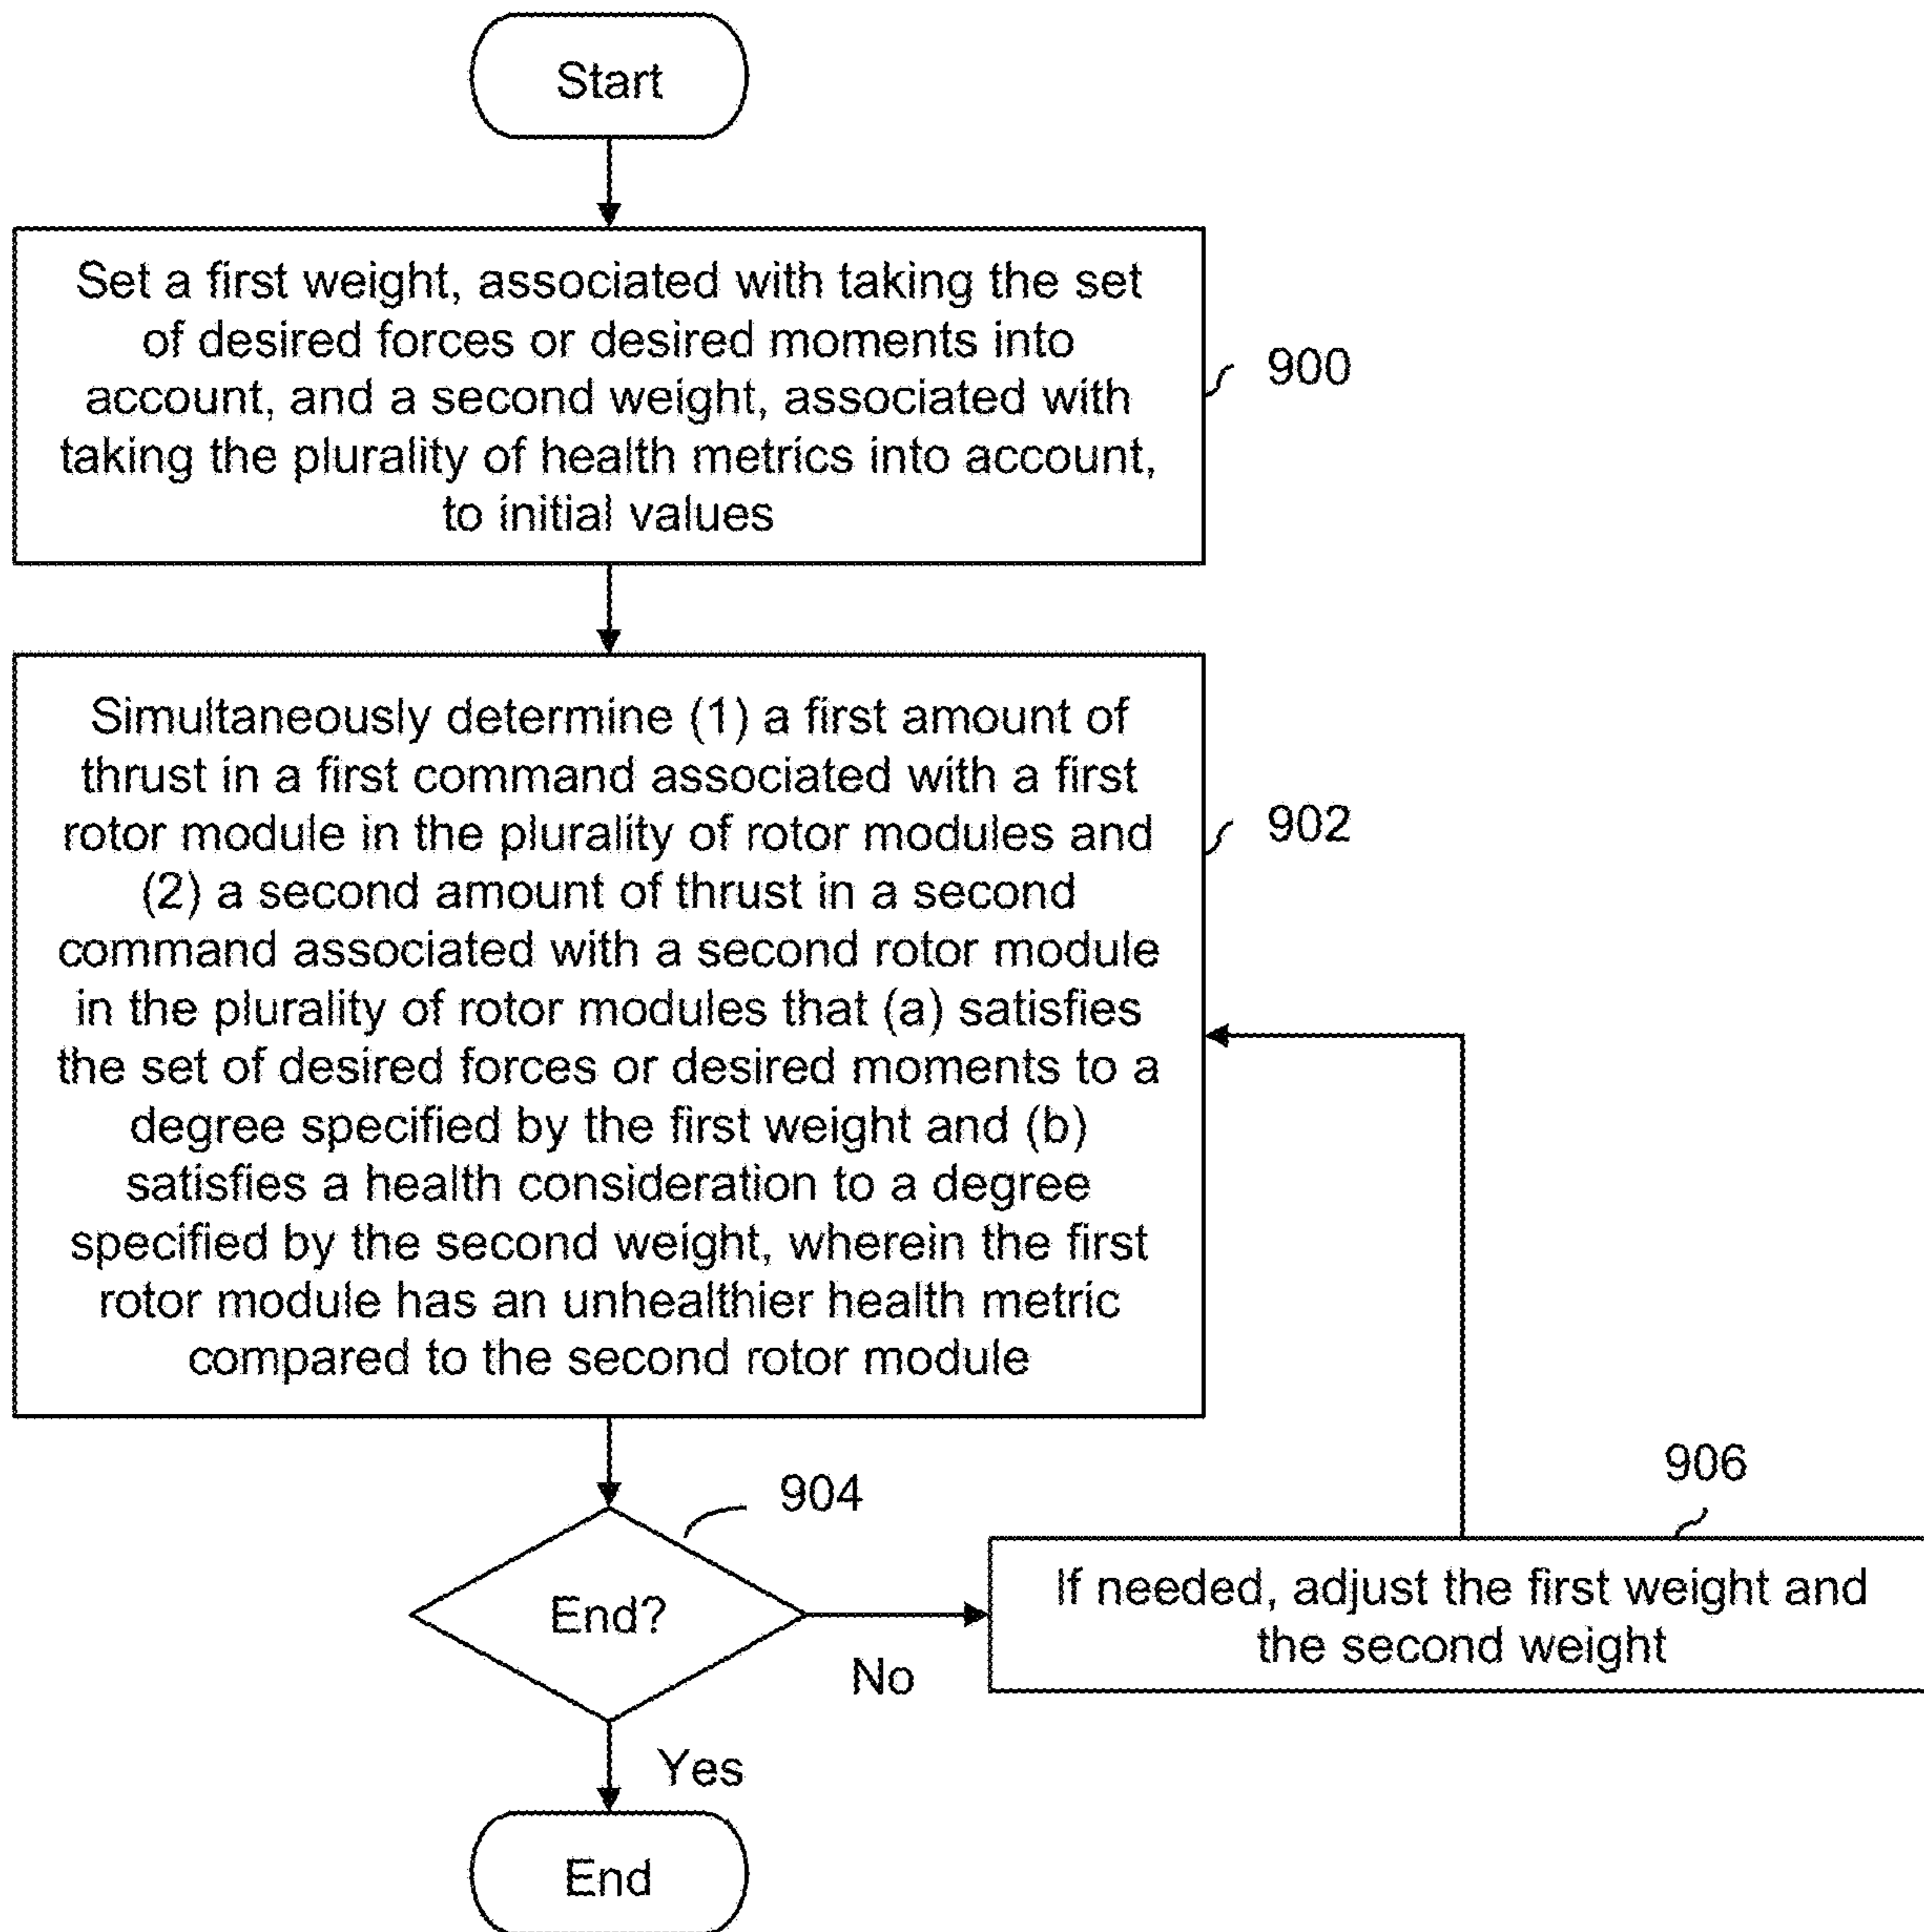 Start
Set a first weight, associated with taking the set
of desired forces or desired moments into
account, and a second weight, associated with
taking the plurality of health metrics into account,
to initial values
900
Simultaneously determine (1) a first amount of
thrust in a first command associated with a first
rotor module in the plurality of rotor modules and
(2) a second amount of thrust in a second
command associated with a second rotor module
in the plurality of rotor modules that (a) satisfies
the set of desired forces or desired moments to a
degree specified by the first weight and (b)
satisfies a health consideration to a degree
specified by the second weight, wherein the first
rotor module has an unhealthier health metric
compared to the second rotor module
902
904
End?
No
906
If needed, adjust the first weight and
the second weight
Yes
End